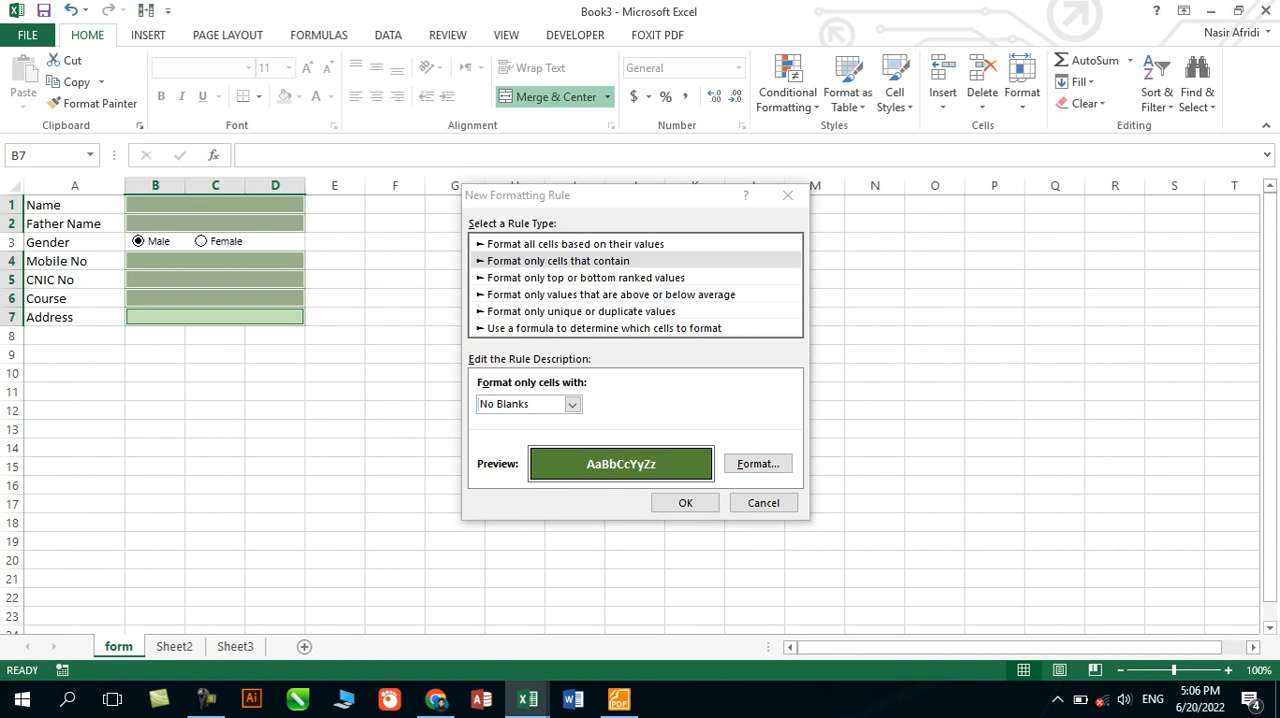 Book3 - Microsoft Excel
?
FILE HOME INSERT PAGE LAYOUT FORMULAS DATA REVIEW VIEW DEVELOPER FOXIT PDF
Nasir Afridi
Paste
Cut
Copy
Format Painter
Clipboard
11
B I U
A
Font
Wrap Text
Merge & Center
Alignment
General
$ % ,
Number
Conditional Formatting
Format as Table
Cell Styles
Styles
Insert
Delete
Format
Cells
AutoSum
Fill
Clear
Sort & Filter
Find & Select
Editing
B7
fx
A B C D E F G M N O P Q R S T
1 Name
2 Father Name
3 Gender Male Female
4 Mobile No
5 CNIC No
6 Course
7 Address
8
9
10
11
12
13
14
15
16
17
18
19
20
21
22
23
New Formatting Rule ?
Select a Rule Type:
► Format all cells based on their values
► Format only cells that contain
► Format only top or bottom ranked values
► Format only values that are above or below average
► Format only unique or duplicate values
► Use a formula to determine which cells to format
Edit the Rule Description:
Format only cells with:
No Blanks
Preview: AaBbCcYyZz Format...
OK Cancel
form Sheet2 Sheet3
READY
100%
Ai
PDF
ENG
5:06 PM
6/20/2022
4